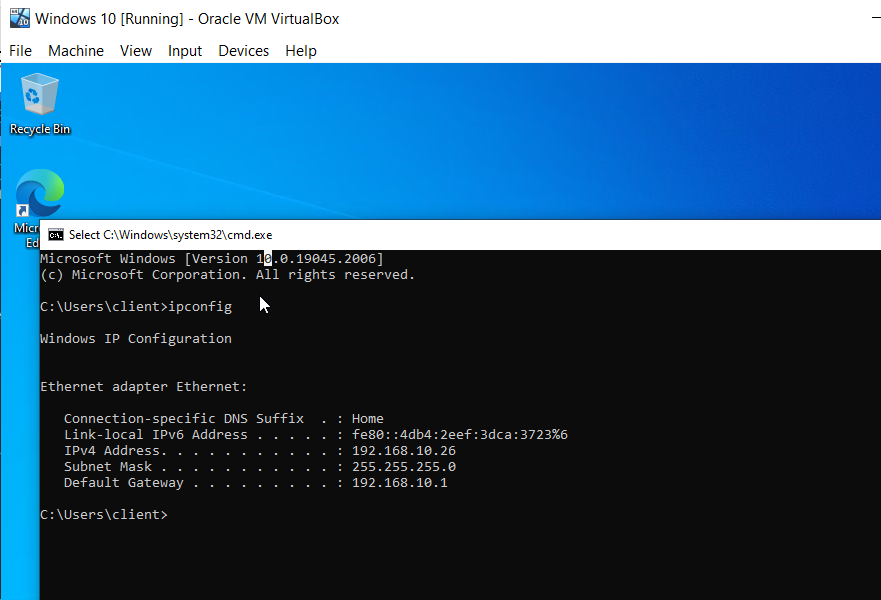 Windows 10 [Running] - Oracle VM VirtualBox
File Machine View Input Devices Help
Recycle Bin
Micr
Ed
Select C:\Windows\system32\cmd.exe
Microsoft Windows [Version 10.0.19045.2006]
(c) Microsoft Corporation. All rights reserved.
C:\Users\client>ipconfig
Windows IP Configuration
Ethernet adapter Ethernet:
Connection-specific DNS Suffix . : Home
Link-local IPv6 Address . . . . . : fe80::4db4:2eef:3dca:3723%6
IPv4 Address. . . . . . . . . . . : 192.168.10.26
Subnet Mask . . . . . . . . . . . : 255.255.255.0
Default Gateway . . . . . . . . . : 192.168.10.1
C:\Users\client>